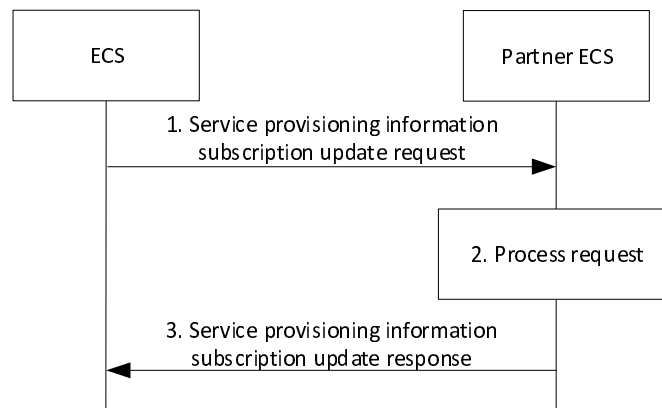 ECS
Partner ECS
1. Service provisioning information
subscription update request
2. Process request
3. Service provisioning information
subscription update response